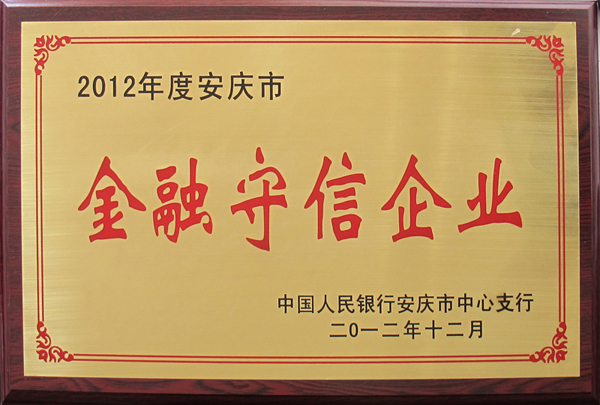 2012年度安庆市
金融守信企业
中国人民银行安庆市中心支行
二0一二年十二月